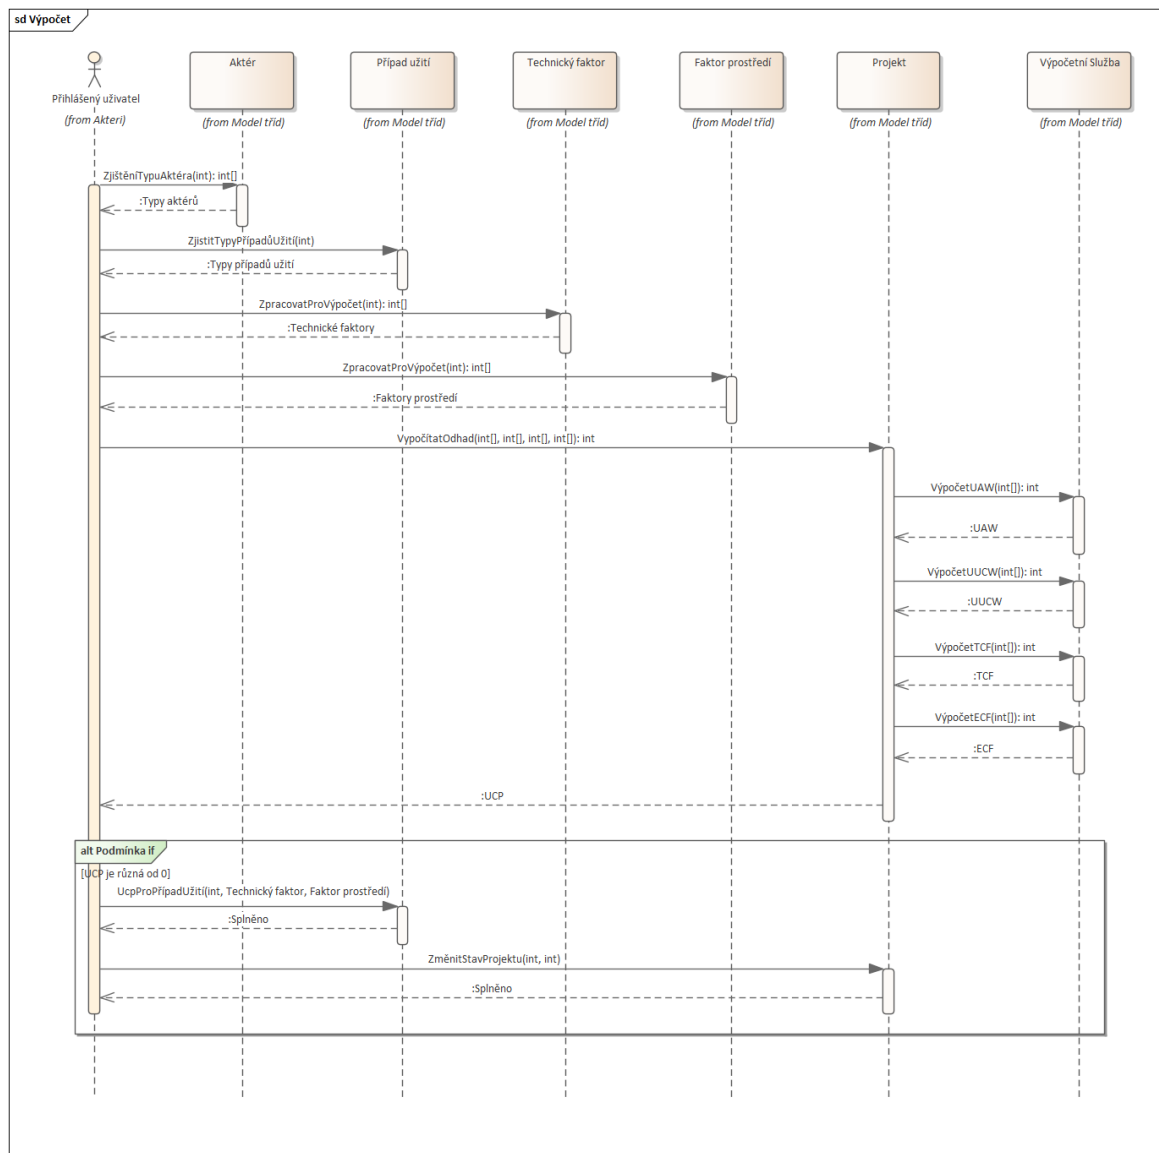 sd Výpočet
Přihlášený uživatel
(from Akteri)
Aktér
(from Model tříd)
Případ užití
(from Model tříd)
Technický faktor
(from Model tříd)
Faktor prostředí
(from Model tříd)
Projekt
(from Model tříd)
Výpočetní Služba
(from Model tříd)
ZjištěníTypuAktéra(int): int[]
:Typy aktérů
ZjistitTypyPřípadůUžití(int)
:Typy případů užití
ZpracovatProVýpočet(int): int[]
:Technické faktory
ZpracovatProVýpočet(int): int[]
:Faktory prostředí
VypočítatOdhad(int[], int[], int[], int[]): int
VýpočetUAW(int[]): int
:UAW
VýpočetUUCW(int[]): int
:UUCW
VýpočetTCF(int[]): int
:TCF
VýpočetECF(int[]): int
:ECF
:UCP
alt Podmínka if
[UCP je různá od 0]
UcpProPřípadUžití(int, Technický faktor, Faktor prostředí)
:Splněno
ZměnitStavProjektu(int, int)
:Splněno